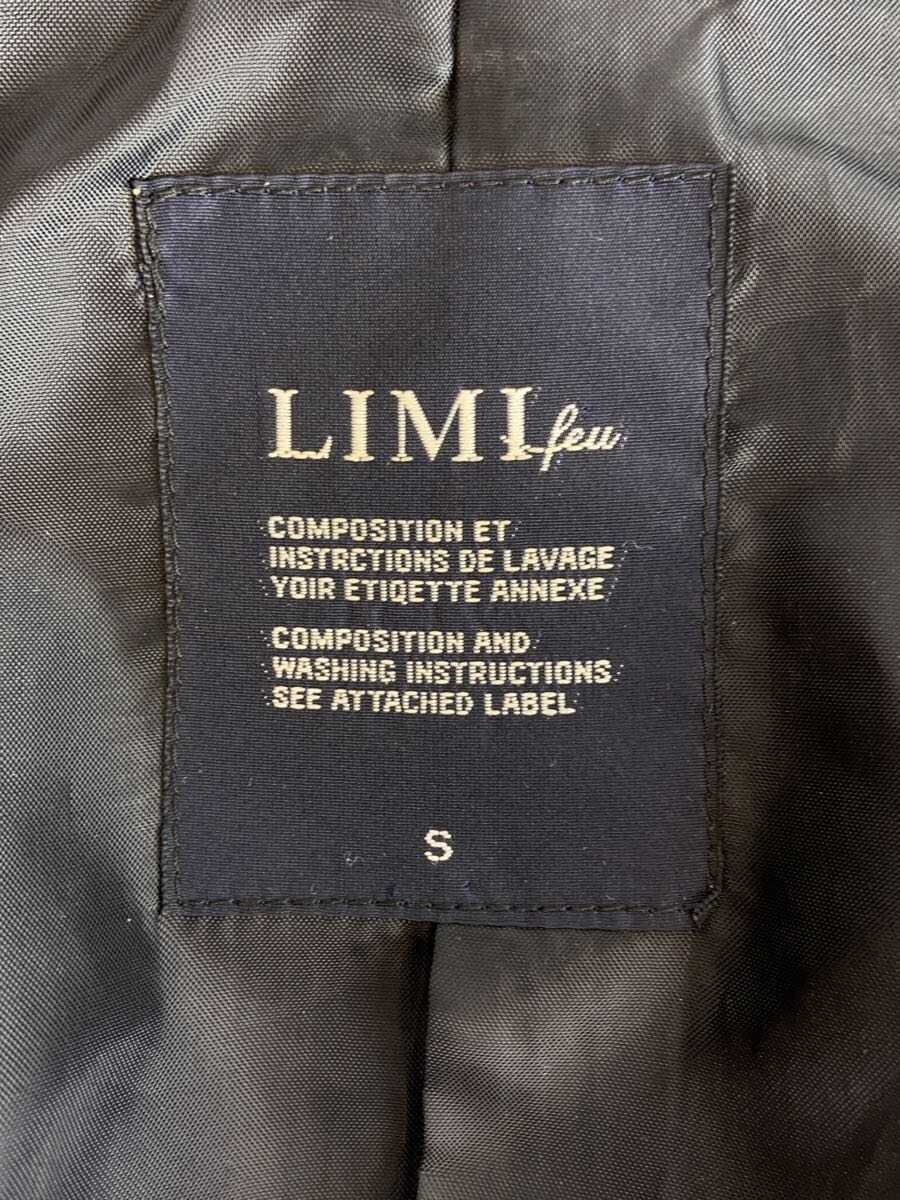 LIMI feu
COMPOSITION ET
INSTRCTIONS DE LAVAGE
YOIR ETIQETTE ANNEXE
COMPOSITION AND
WASHING INSTRUCTIONS
SEE ATTACHED LABEL
S